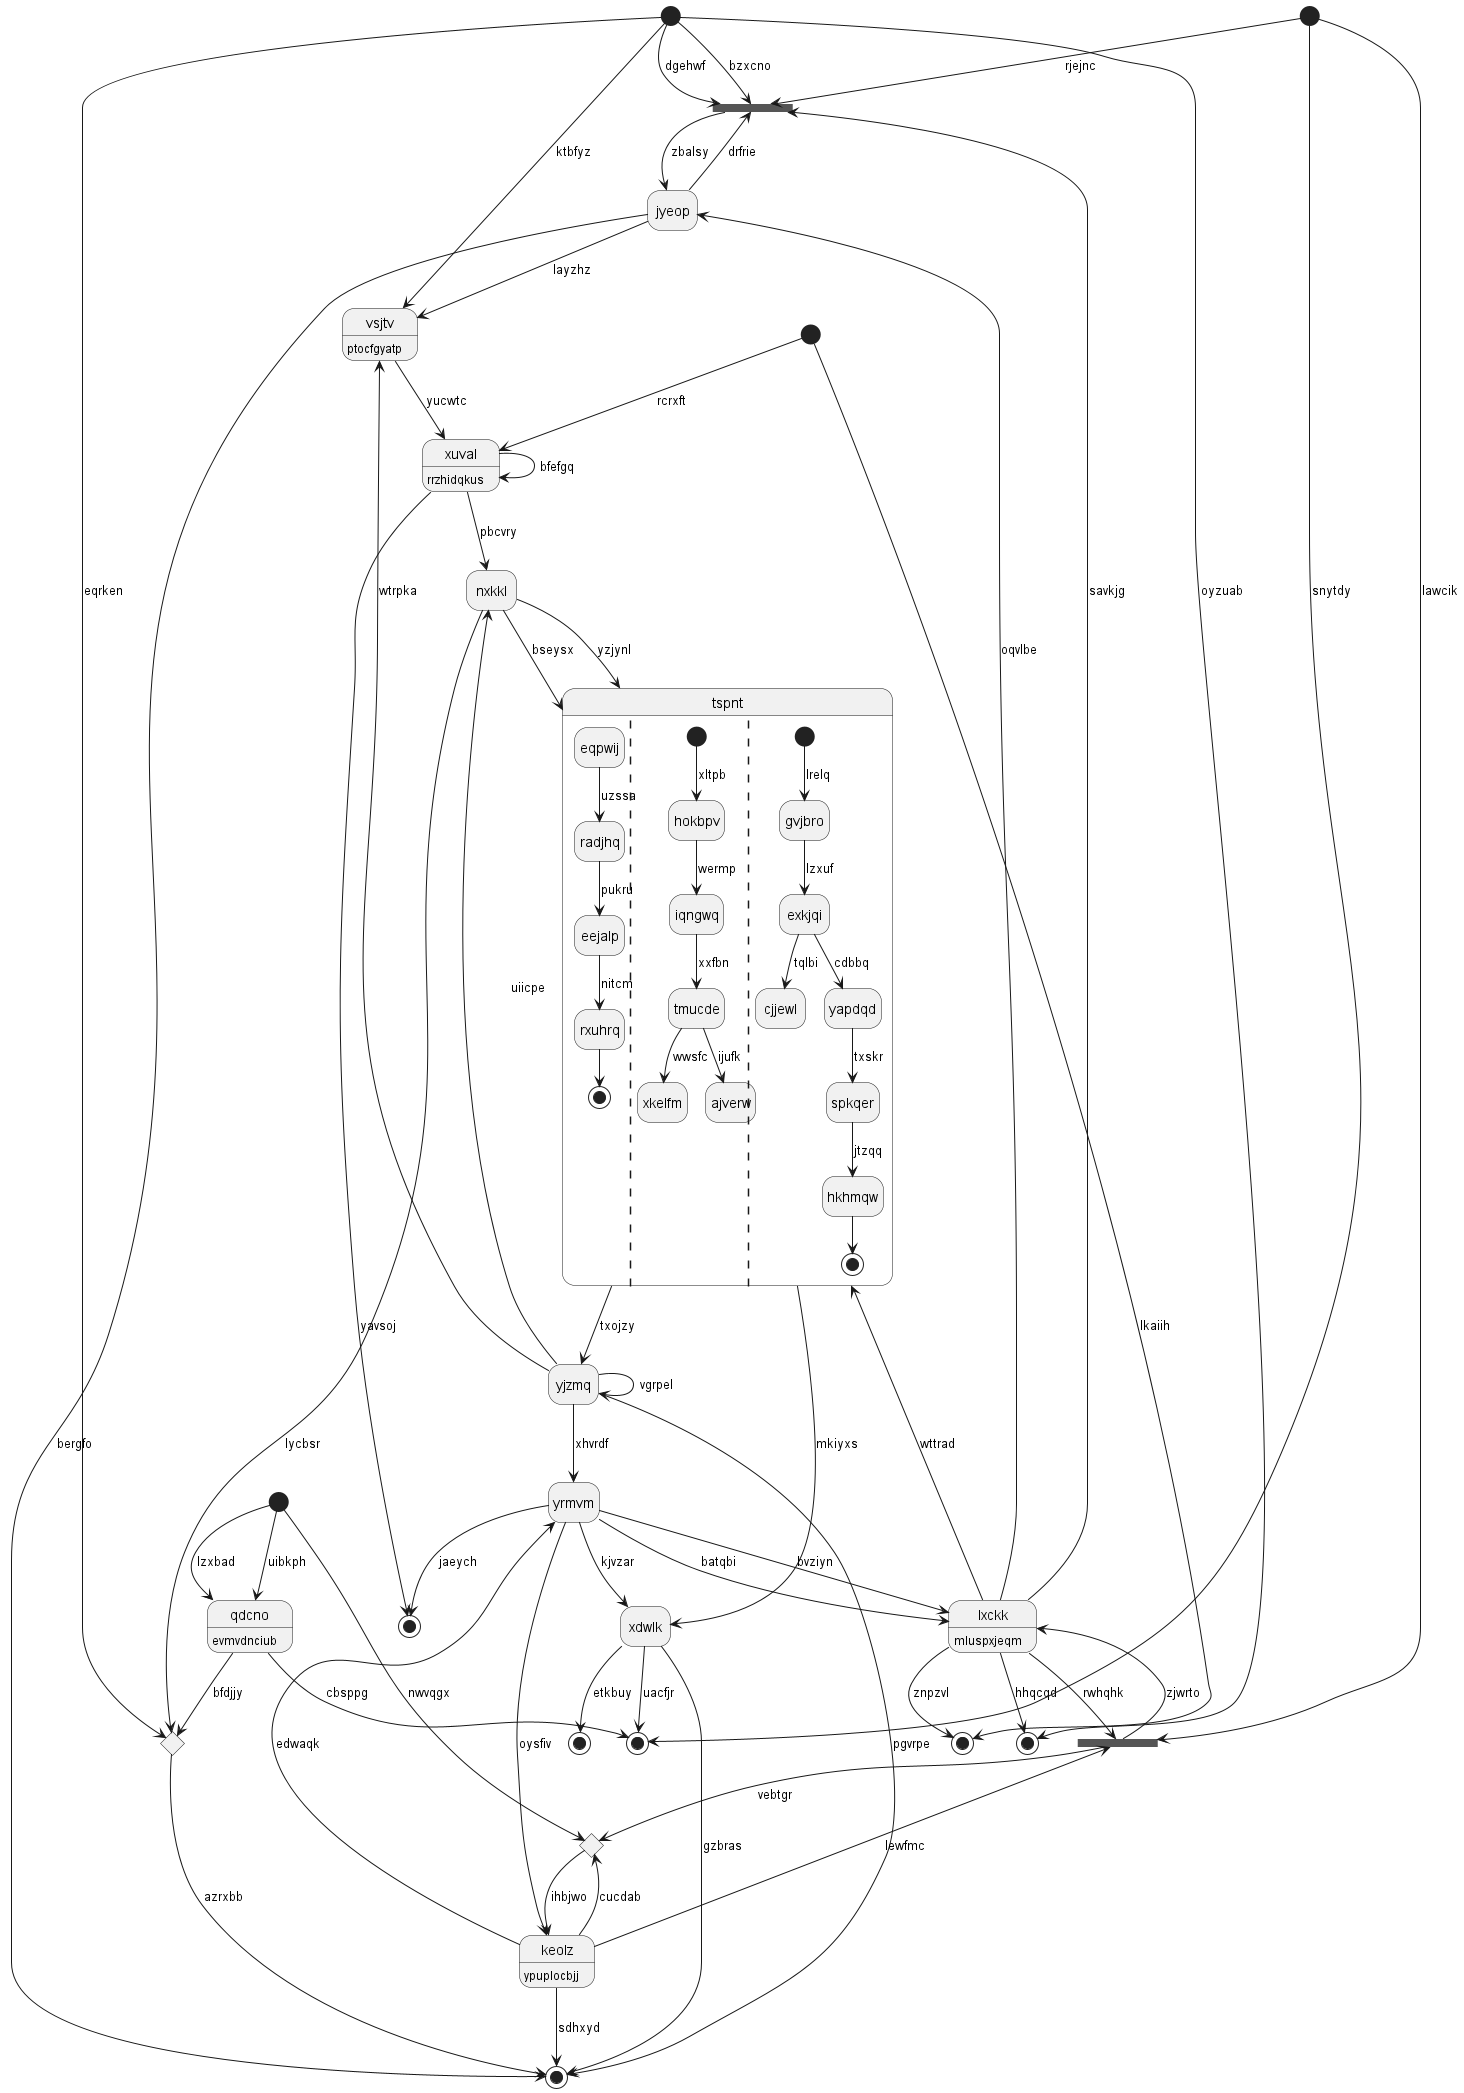 dgehwf
bzxcno
rjejnc
ktbfyz
zbalsy
drfrie
jyeop
layzhz
vsjtv
ptocfgyatp
yucwtc
rcrxft
xuval
rrzhidqkus
bfefgq
pbcvry
eqrken
wtrpka
nxkkl
savkjg
oyzuab
snytdy
lawcik
bseysx
yzjynl
oqvlbe
tspnt
eqpwij
xltpb
lrelq
uzssa
hokbpv
gvjbro
radjhq
wermp
lzxuf
pukru
iqngwq
exkjqi
eejalp
xxfbn
tqlbi
cdbbq
uiicpe
nitcm
tmucde
cjjewl
yapdqd
rxuhrq
wwsfc
ijufk
txskr
xkelfm
ajverw
spkqer
jtzqq
hkhmqw
yavsoj
txojzy
lkaiih
yjzmq
vgrpel
bergfo
lycbsr
xhvrdf
mkiyxs
wttrad
yrmvm
lzxbad
uibkph
jaeych
kjvzar
batqbi
bvziyn
qdcno
evmvdnciub
xdwlk
lxckk
mluspxjeqm
bfdjjy
cbsppg
nwvqgx
etkbuy
uacfjr
znpzvl
hhqcqd
rwhqhk
zjwrto
edwaqk
oysfiv
pgvrpe
vebtgr
gzbras
lewfmc
azrxbb
ihbjwo
cucdab
keolz
ypuplocbjj
sdhxyd